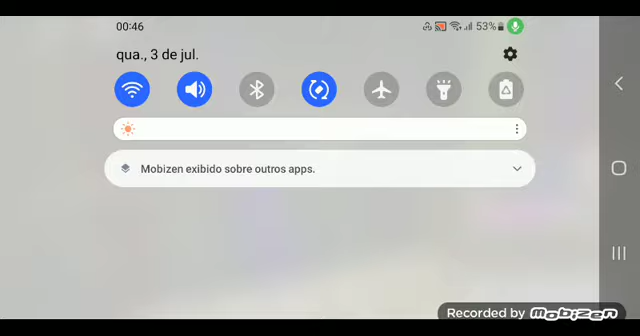 00:46
53%
qua., 3 de jul.
Mobizen exibido sobre outros apps.
Recorded by Mobizen